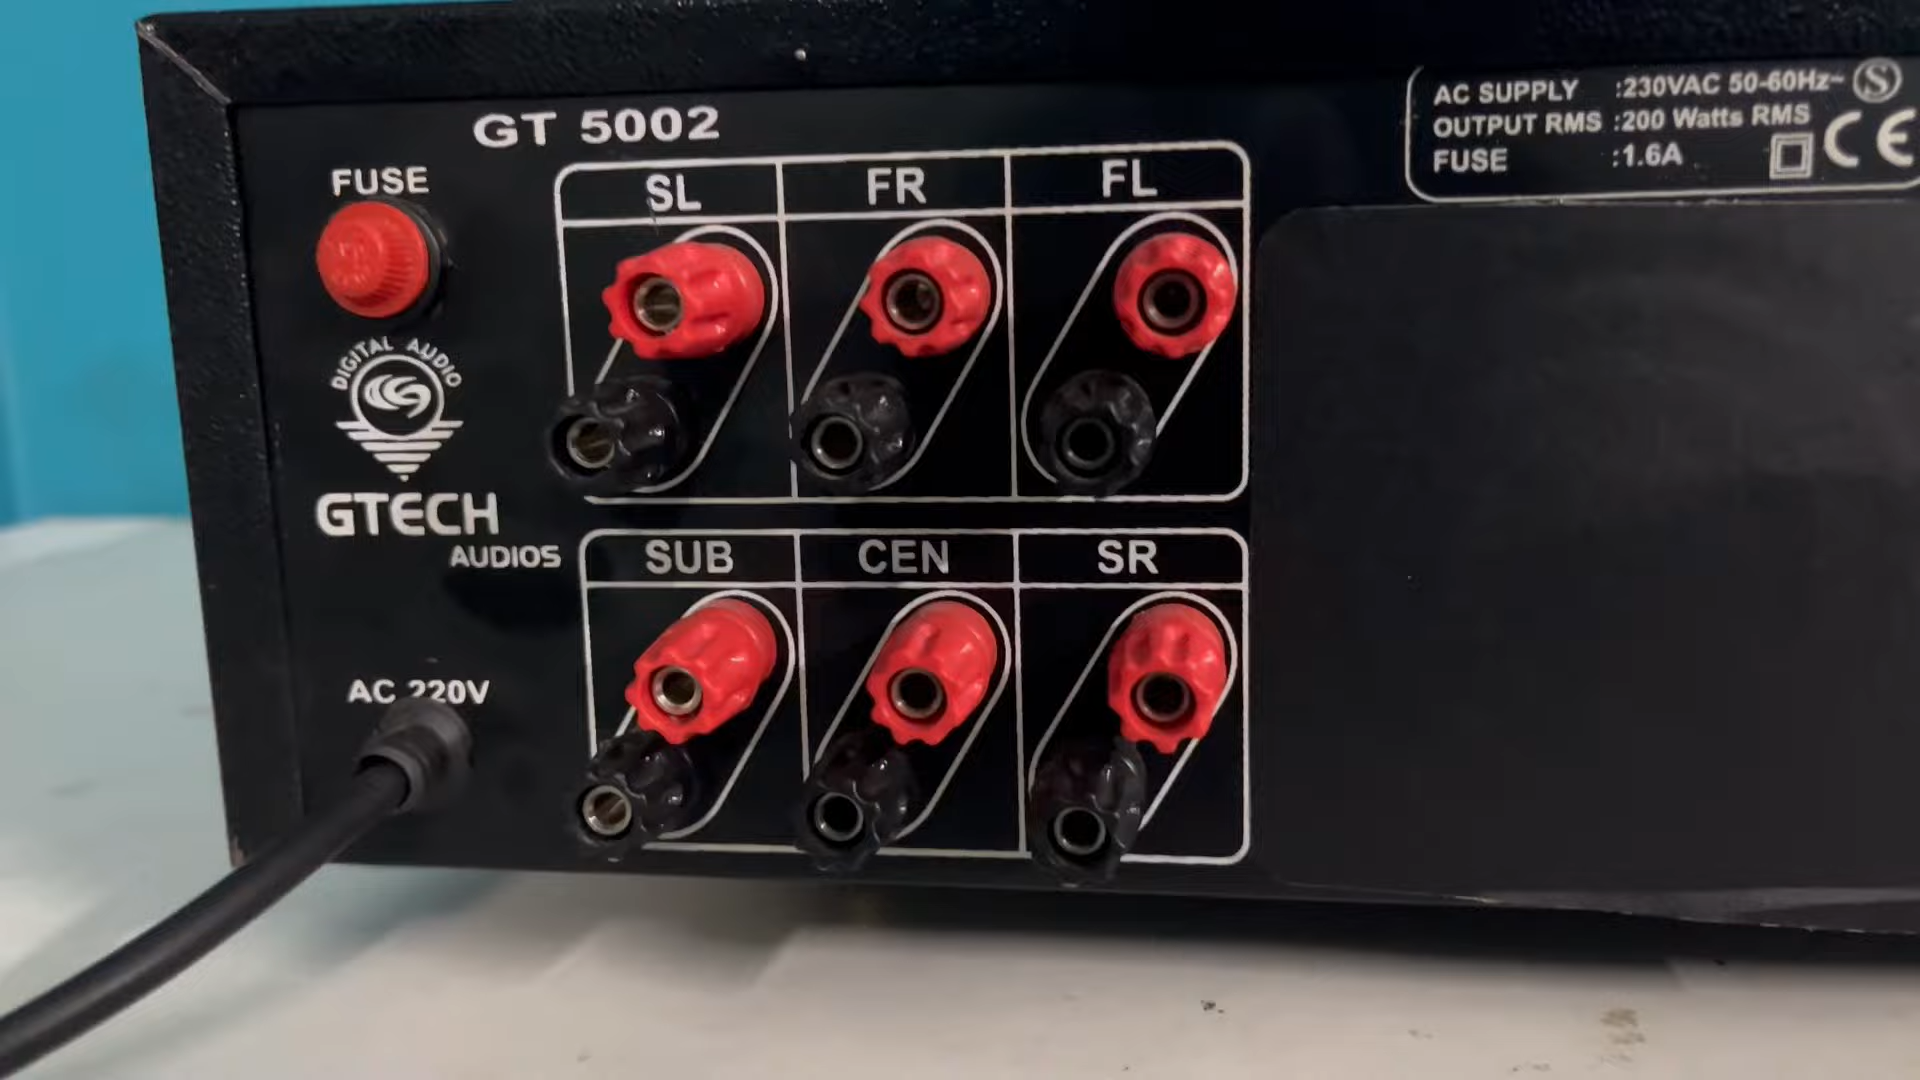 GT 5002
AC SUPPLY :230VAC 50-60Hz~ S
OUTPUT RMS :200 Watts RMS
FUSE :1.6A CE
FUSE
SL FR FL
DIGITAL AUDIO
GTECH
AUDIOS
SUB CEN SR
AC 220V